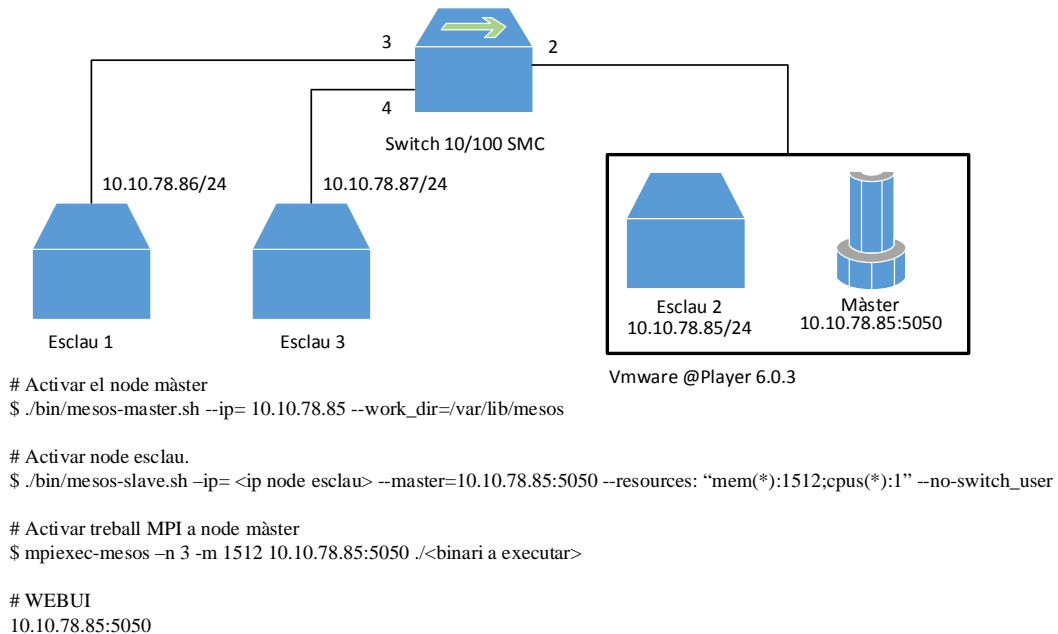 3
2
4
Switch 10/100 SMC
10.10.78.86/24
10.10.78.87/24
Esclau 1
Esclau 3
Esclau 2
10.10.78.85/24
Màster
10.10.78.85:5050
Vmware @Player 6.0.3
# Activar el node màster
$ ./bin/mesos-master.sh --ip= 10.10.78.85 --work_dir=/var/lib/mesos
# Activar node esclau.
$ ./bin/mesos-slave.sh –ip= <ip node esclau> --master=10.10.78.85:5050 --resources: “mem(*):1512;cpus(*):1” --no-switch_user
# Activar treball MPI a node màster
$ mpiexec-mesos –n 3 -m 1512 10.10.78.85:5050 ./<binari a executar>
# WEBUI
10.10.78.85:5050